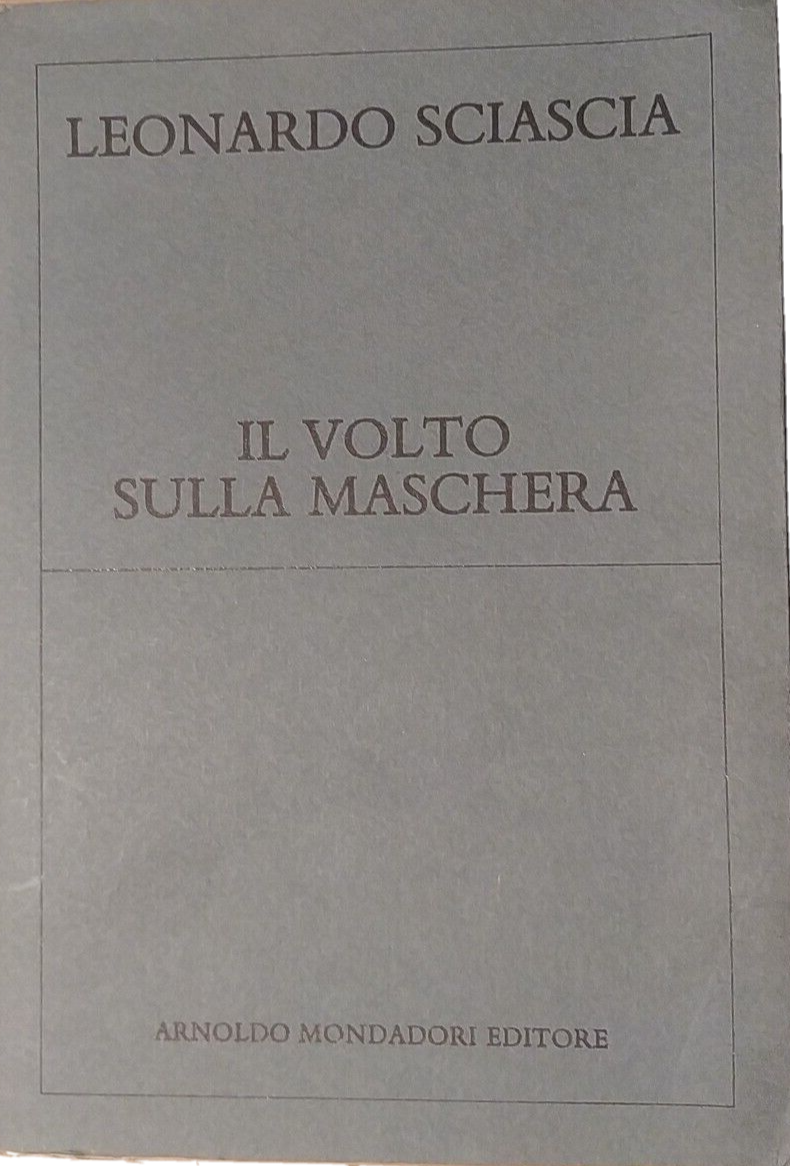 LEONARDO SCIASCIA
IL VOLTO
SULLA MASCHERA
ARNOLDO MONDADORI EDITORE